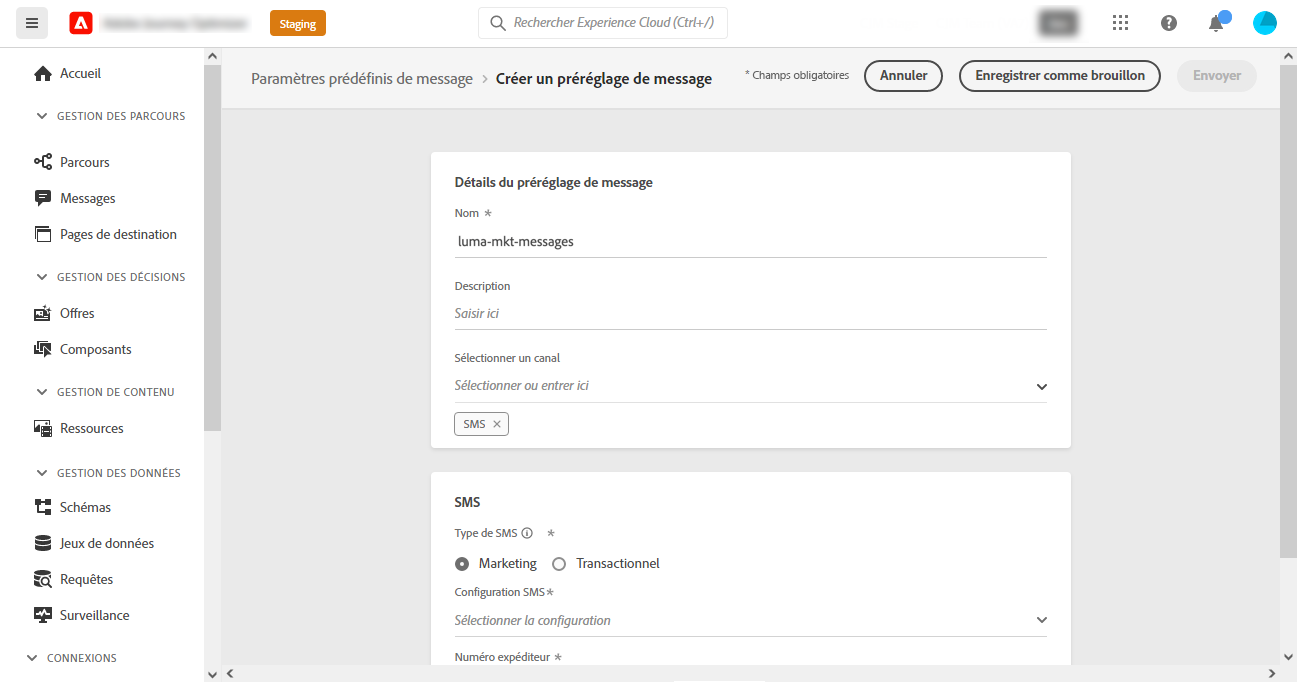 Staging
Rechercher Experience Cloud (Ctrl+/)
Accueil
GESTION DES PARCOURS
Parcours
Messages
Pages de destination
GESTION DES DÉCISIONS
Offres
Composants
GESTION DE CONTENU
Ressources
GESTION DES DONNÉES
Schémas
Jeux de données
Requêtes
Surveillance
CONNEXIONS
Paramètres prédéfinis de message > Créer un préréglage de message
* Champs obligatoires
Annuler
Enregistrer comme brouillon
Envoyer
Détails du préréglage de message
Nom *
luma-mkt-messages
Description
Saisir ici
Sélectionner un canal
Sélectionner ou entrer ici
SMS ×
SMS
Type de SMS *
Marketing Transactionnel
Configuration SMS*
Sélectionner la configuration
Numéro expéditeur *